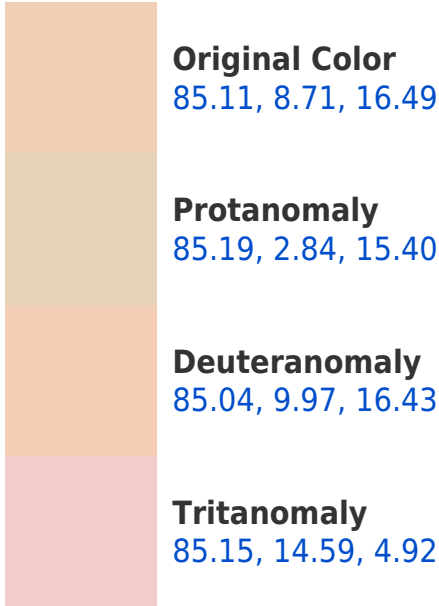 Original Color
85.11, 8.71, 16.49
Protanomaly
85.19, 2.84, 15.40
Deuteranomaly
85.04, 9.97, 16.43
Tritanomaly
85.15, 14.59, 4.92